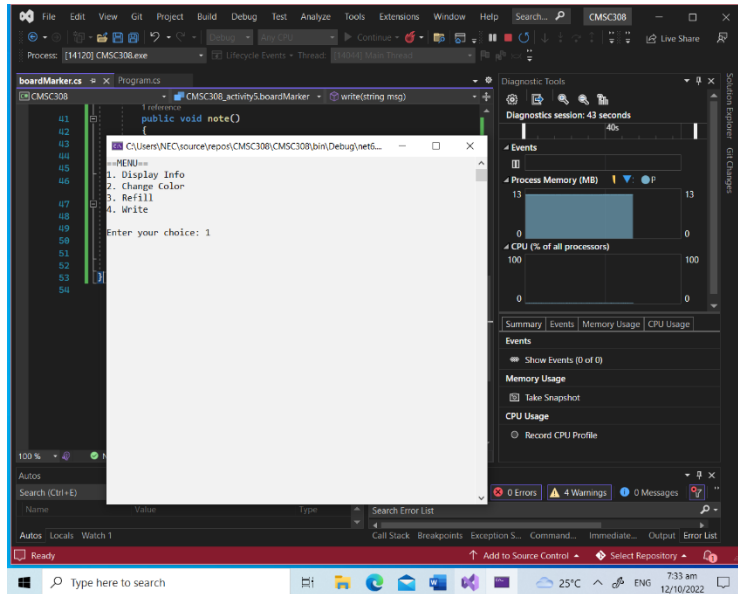 File Edit View Git Project Build Debug Test Analyze Tools Extensions Window Help Search... CMSC308
Debug Any CPU Continue Live Share
Process: [14120] CMSC308.exe Lifecycle Events Thread: [14044] Main Thread
boardMarker.cs Program.cs
CMSC308 CMSC308_activity5.boardMarker write(string msg)
1 reference
41 public void note()
42 {
43
44
45
46
47
48
49
50
51
52
53 }
54
100 %
C:\Users\NEC\source\repos\CMSC308\CMSC308\bin\Debug\net6...
==MENU==
1. Display Info
2. Change Color
3. Refill
4. Write
Enter your choice: 1
Diagnostic Tools
Diagnostics session: 43 seconds
40s
Events
Process Memory (MB) P
13 13
0 0
CPU (% of all processors)
100 100
0 0
Summary Events Memory Usage CPU Usage
Events
Show Events (0 of 0)
Memory Usage
Take Snapshot
CPU Usage
Record CPU Profile
Solution Explorer
Git Changes
Autos
Search (Ctrl+E)
Name Value Type
Autos Locals Watch 1
0 Errors 4 Warnings 0 Messages
Search Error List
Call Stack Breakpoints Exception S... Command... Immediate... Output Error List
Ready Add to Source Control Select Repository 1
Type here to search 25°C ENG 7:33 am
12/10/2022